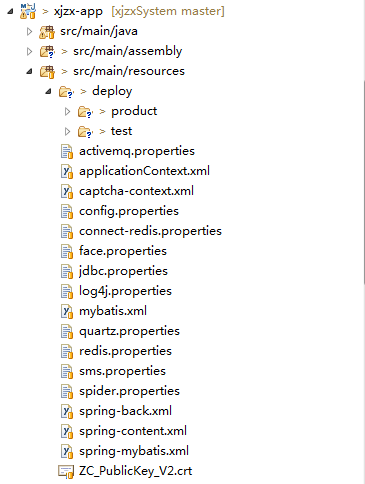 > xjzx-app [xjzxSystem master]
> src/main/java
> src/main/assembly
> src/main/resources
> deploy
> product
> test
activemq.properties
applicationContext.xml
captcha-context.xml
config.properties
connect-redis.properties
face.properties
jdbc.properties
log4j.properties
mybatis.xml
quartz.properties
redis.properties
sms.properties
spider.properties
spring-back.xml
spring-content.xml
spring-mybatis.xml
ZC_PublicKey_V2.crt